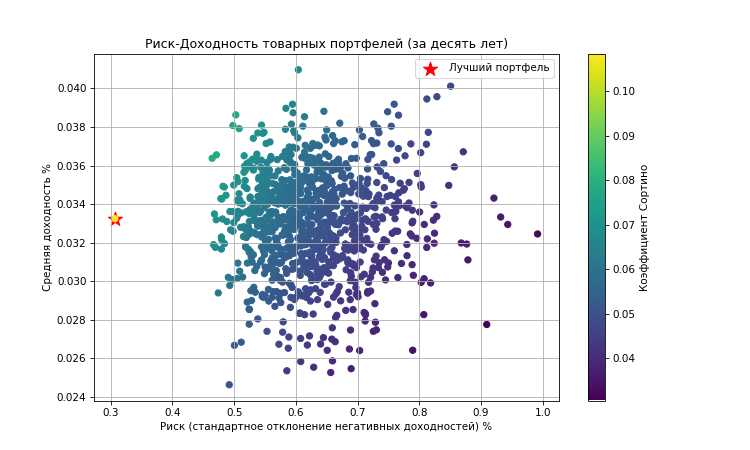 Риск-Доходность товарных портфелей (за десять лет)
Лучший портфель
Средняя доходность %
0.040
0.038
0.036
0.034
0.032
0.030
0.028
0.026
0.024
0.3 0.4 0.5 0.6 0.7 0.8 0.9 1.0
Риск (стандартное отклонение негативных доходностей) %
0.10
0.09
0.08
0.07
0.06
0.05
0.04
Коэффициент Сортино